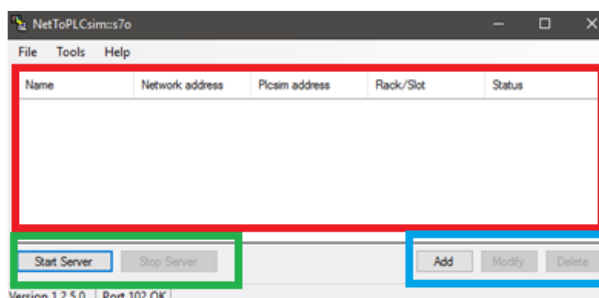 NetToPLCsim::s7o
File Tools Help
Name Network address Plcsim address Rack/Slot Status
Start Server Stop Server Add Modify Delete
Version 1.2.5.0 Port 102 OK